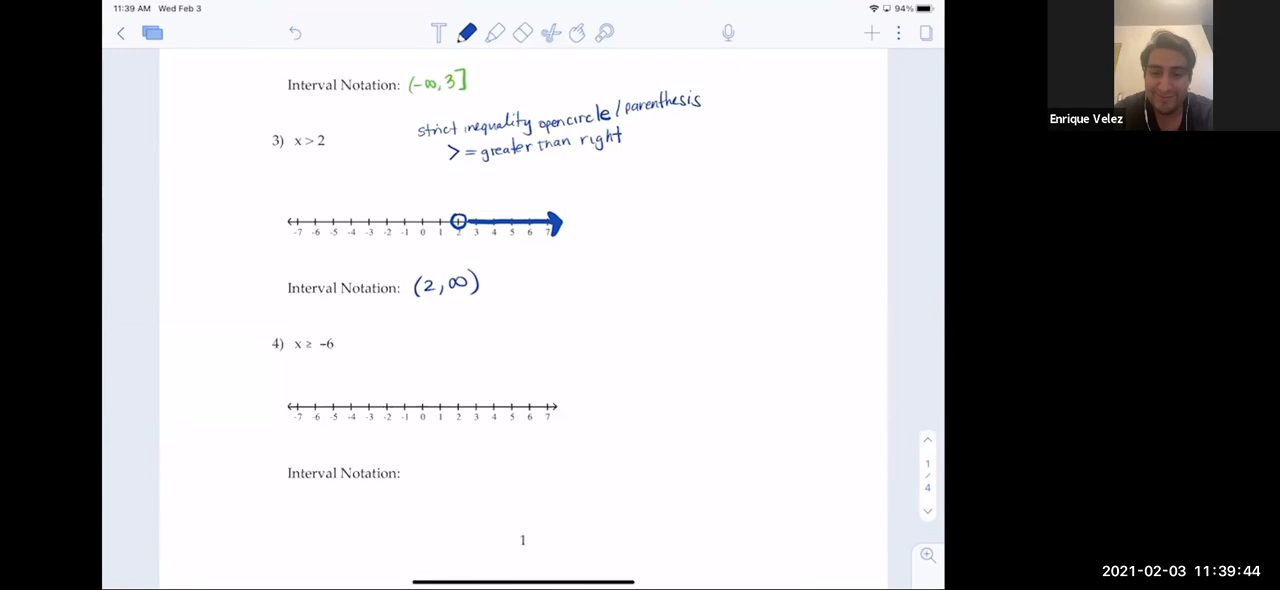 11:39 AM Wed Feb 3
94%
T
Interval Notation: (-∞, 3]
strict inequality open circle / parenthesis
3) x > 2
> = greater than right
-7 -6 -5 -4 -3 -2 -1 0 1 2 3 4 5 6 7
Interval Notation: (2, ∞)
4) x ≥ -6
-7 -6 -5 -4 -3 -2 -1 0 1 2 3 4 5 6 7
Interval Notation:
1
1
/
4
Enrique Velez
2021-02-03 11:39:44